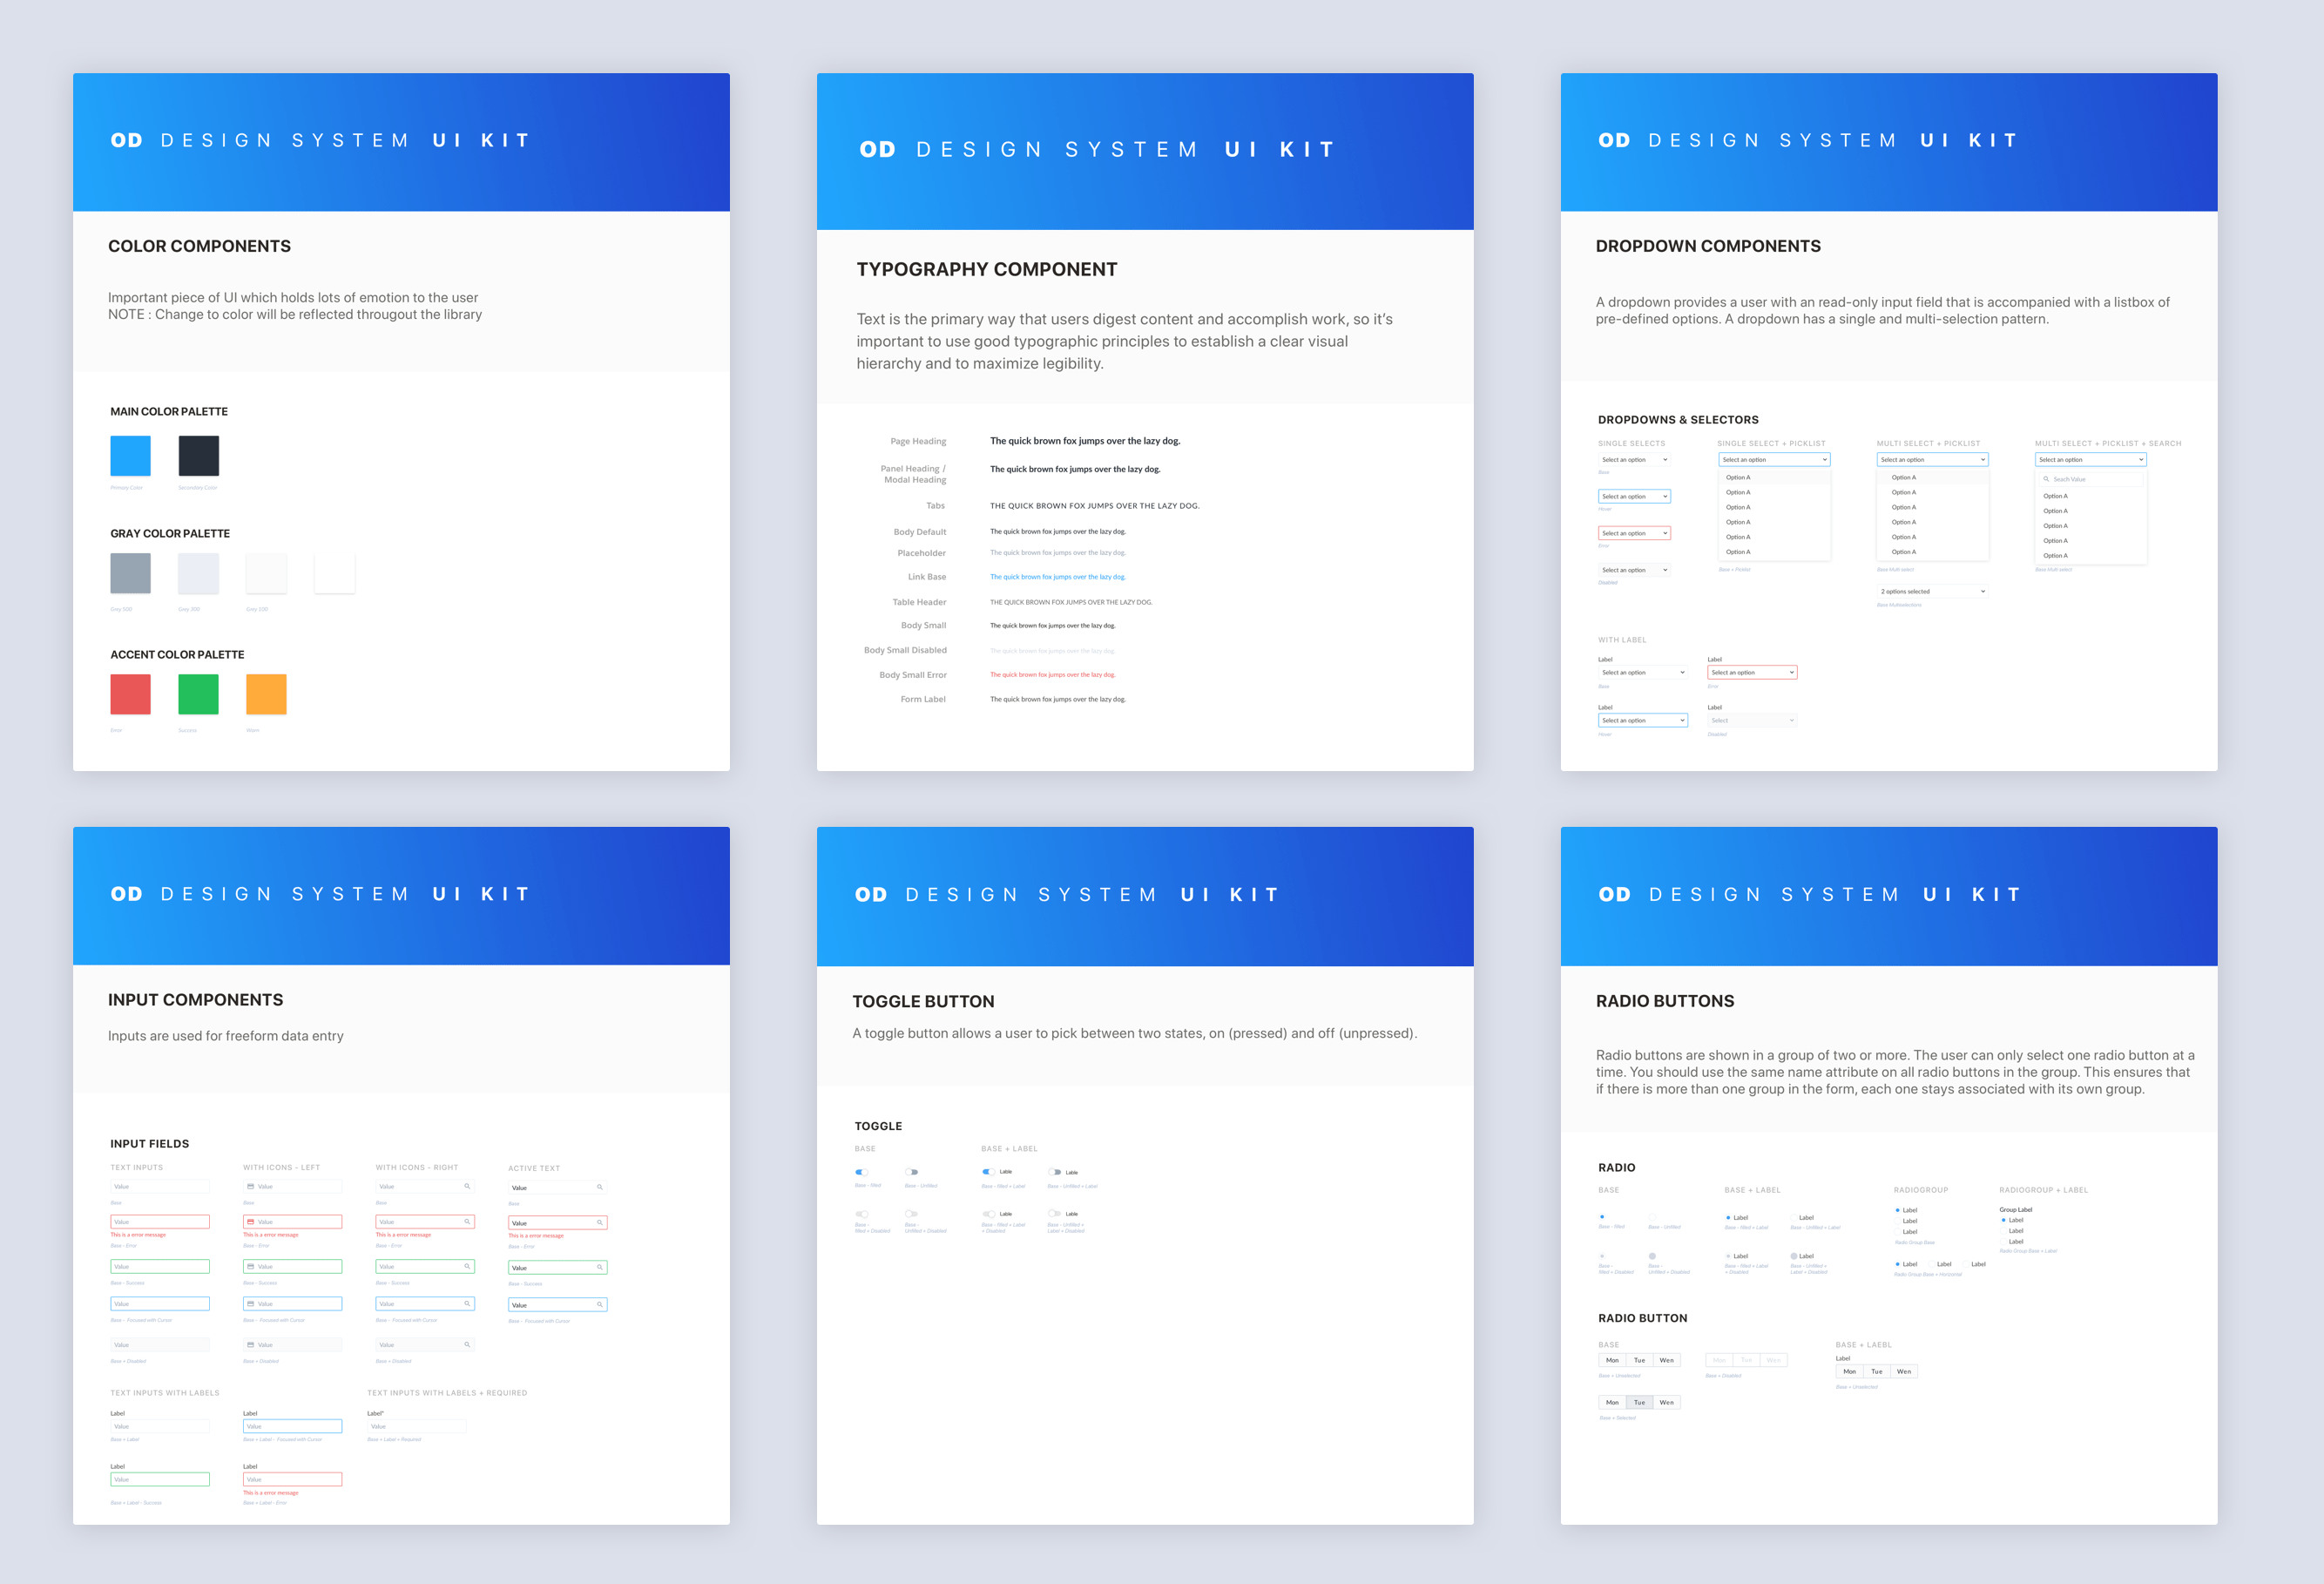 OD DESIGN SYSTEM UI KIT
COLOR COMPONENTS
Important piece of UI which holds lots of emotion to the user
NOTE : Change to color will be reflected througout the library
MAIN COLOR PALETTE
Primary Color
Secondary Color
GRAY COLOR PALETTE
Grey 300
ACCENT COLOR PALETTE
Error
Success
Warn
OD DESIGN SYSTEM UI KIT
TYPOGRAPHY COMPONENT
Text is the primary way that users digest content and accomplish work, so it's
important to use good typographic principles to establish a clear visual
hierarchy and to maximize legibility.
Page Heading The quick brown fox jumps over the lazy dog.
Panel Heading /
Modal Heading The quick brown fox jumps over the lazy dog.
Tabs THE QUICK BROWN FOX JUMPS OVER THE LAZY DOG.
Body Default The quick brown fox jumps over the lazy dog.
Placeholder The quick brown fox jumps over the lazy dog.
Link Base The quick brown fox jumps over the lazy dog.
Table Header THE QUICK BROWN FOX JUMPS OVER THE LAZY DOG.
Body Small The quick brown fox jumps over the lazy dog.
Body Small Disabled The quick brown fox jumps over the lazy dog.
Body Small Error The quick brown fox jumps over the lazy dog.
Form Label The quick brown fox jumps over the lazy dog.
OD DESIGN SYSTEM UI KIT
DROPDOWN COMPONENTS
A dropdown provides a user with an read-only input field that is accompanied with a listbox of
pre-defined options. A dropdown has a single and multi-selection pattern.
DROPDOWNS & SELECTORS
SINGLE SELECTS
Select an option
Base
Select an option
Hover
Select an option
Error
Select an option
Disabled
SINGLE SELECT + PICKLIST
Select an option
Option A
Option A
Option A
Option A
Option A
Option A
Base + Picklist
MULTI SELECT + PICKLIST
Select an option
Option A
Option A
Option A
Option A
Option A
Option A
Base Multi select
2 options selected
Base Multiselections
MULTI SELECT + PICKLIST + SEARCH
Select an option
Seach Value
Option A
Option A
Option A
Option A
Option A
Base Multi select
WITH LABEL
Label
Select an option
Base
Label
Select an option
Error
Label
Select an option
Hover
Label
Select
Disabled
OD DESIGN SYSTEM UI KIT
INPUT COMPONENTS
Inputs are used for freeform data entry
INPUT FIELDS
TEXT INPUTS WITH ICONS - LEFT WITH ICONS - RIGHT ACTIVE TEXT
Value Value Value Value
Base Base Base Base
Value Value Value Value
This is a error message This is a error message This is a error message This is a error message
Base - Error Base - Error Base - Error Base - Error
Value Value Value Value
Base - Success Base - Success Base - Success Base - Success
Value Value Value Value
Base - Focused with Cursor Base - Focused with Cursor Base - Focused with Cursor Base - Focused with Cursor
Value Value Value
Base + Disabled Base + Disabled Base + Disabled
TEXT INPUTS WITH LABELS TEXT INPUTS WITH LABELS + REQUIRED
Label Label Label*
Value Value Value
Base + Label Base + Label - Focused with Cursor Base + Label + Required
Label Label
Value Value
This is a error message
Base + Label - Success Base + Label - Error
OD DESIGN SYSTEM UI KIT
TOGGLE BUTTON
A toggle button allows a user to pick between two states, on (pressed) and off (unpressed).
TOGGLE
BASE BASE + LABEL
Lable Lable
Base - filled Base - Unfilled Base - filled + Label Base - Unfilled + Label
Lable Lable
Base -
filled + Disabled
Base -
Unfilled + Disabled
Base - filled + Label
+ Disabled
Base - Unfilled +
Label + Disabled
OD DESIGN SYSTEM UI KIT
RADIO BUTTONS
Radio buttons are shown in a group of two or more. The user can only select one radio button at a
time. You should use the same name attribute on all radio buttons in the group. This ensures that
if there is more than one group in the form, each one stays associated with its own group.
RADIO
BASE
Base - filled Base - Unfilled
Base -
filled + Disabled
Base -
Unfilled + Disabled
BASE + LABEL
Label Label
Base - filled + Label Base - Unfilled + Label
Label Label
Base - filled + Label
+ Disabled
Base - Unfilled +
Label + Disabled
RADIOGROUP
Label
Label
Label
Radio Group Base
Label Label Label
Radio Group Base + Horizontal
RADIOGROUP + LABEL
Group Label
Label
Label
Label
Radio Group Base + Label
RADIO BUTTON
BASE BASE + LAEBL
Label
Mon Tue Wen Mon Tue Wen Mon Tue Wen
Base + Unselected Base + Disabled Base + Unselected
Mon Tue Wen
Base + Selected